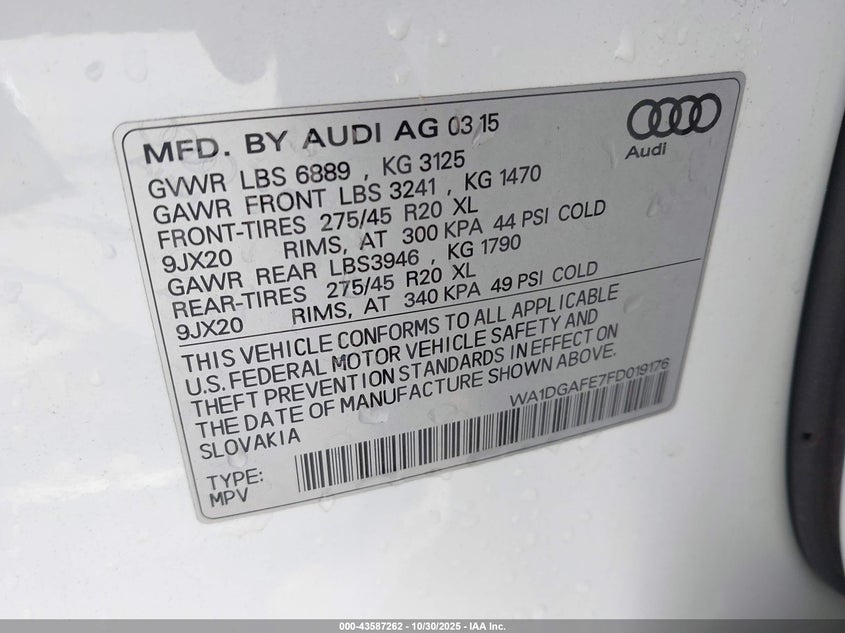 MFD. BY AUDI AG 03 15
Audi
GVWR LBS 6889 , KG 3125
GAWR FRONT LBS 3241 , KG 1470
FRONT-TIRES 275/45 R20 XL
9JX20 RIMS, AT 300 KPA 44 PSI COLD
GAWR REAR LBS3946 , KG 1790
REAR-TIRES 275/45 R20 XL
9JX20 RIMS, AT 340 KPA 49 PSI COLD
THIS VEHICLE CONFORMS TO ALL APPLICABLE
U.S. FEDERAL MOTOR VEHICLE SAFETY AND
THEFT PREVENTION STANDARDS IN EFFECT ON
THE DATE OF MANUFACTURE SHOWN ABOVE.
SLOVAKIA
WA1DGAFE7FD019176
TYPE:
MPV
000-43587262 - 10/30/2025 - IAA Inc.